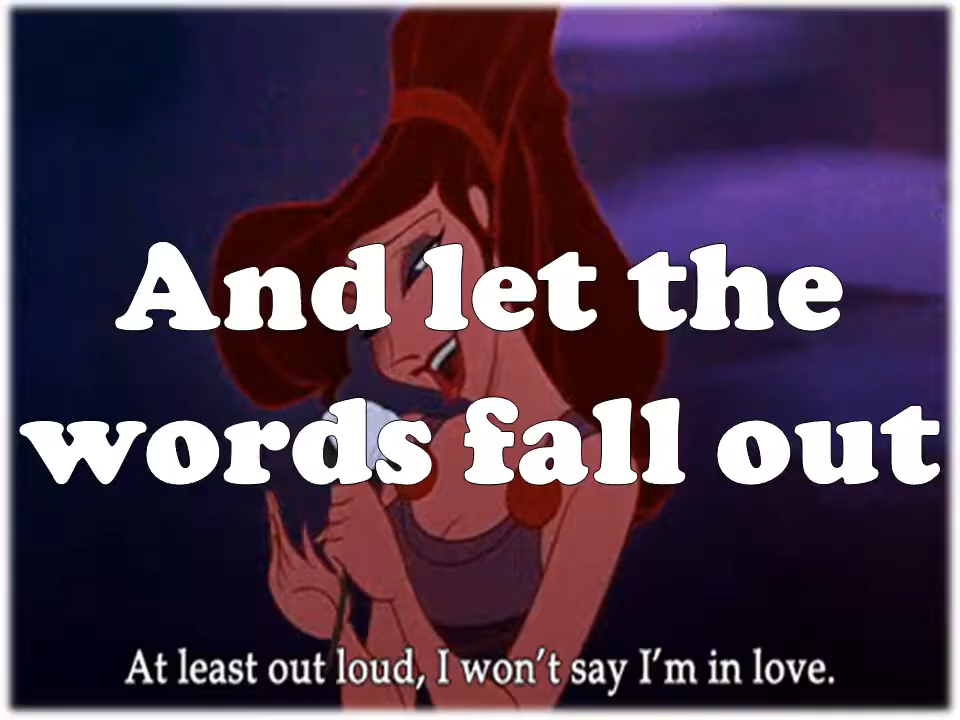 And let the
words fall out
At least out loud, I won't say I'm in love.